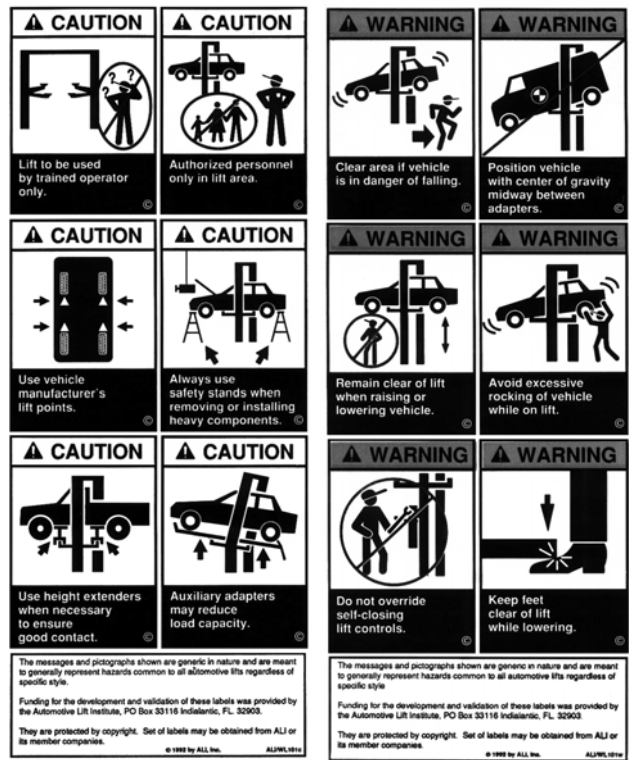 CAUTION
Lift to be used
by trained operator
only.
©
CAUTION
Authorized personnel
only in lift area.
©
CAUTION
Use vehicle
manufacturer's
lift points.
©
CAUTION
Always use
safety stands when
removing or installing
heavy components.
©
CAUTION
Use height extenders
when necessary
to ensure
good contact.
©
CAUTION
Auxiliary adapters
may reduce
load capacity.
©
The messages and pictographs shown are generic in nature and are meant
to generally represent hazards common to all automotive lifts regardless of
specific style.
Funding for the development and validation of these labels was provided by
the Automotive Lift Institute, PO Box 33116 Indialantic, FL. 32903.
They are protected by copyright. Set of labels may be obtained from ALI or
its member companies.
© 1992 by ALI, Inc. ALI/WL101c
WARNING
Clear area if vehicle
is in danger of falling.
©
WARNING
Position vehicle
with center of gravity
midway between
adapters.
©
WARNING
Remain clear of lift
when raising or
lowering vehicle.
©
WARNING
Avoid excessive
rocking of vehicle
while on lift.
©
WARNING
Do not override
self-closing
lift controls.
©
WARNING
Keep feet
clear of lift
while lowering.
©
The messages and pictographs shown are generic in nature and are meant
to generally represent hazards common to all automotive lifts regardless of
specific style
Funding for the development and validation of these labels was provided by
the Automotive Lift Institute, PO Box 33116 Indialantic, FL 32903.
They are protected by copyright. Set of labels may be obtained from ALI or
its member companies.
© 1992 by ALI, Inc. ALI/WL101w
? ? ?